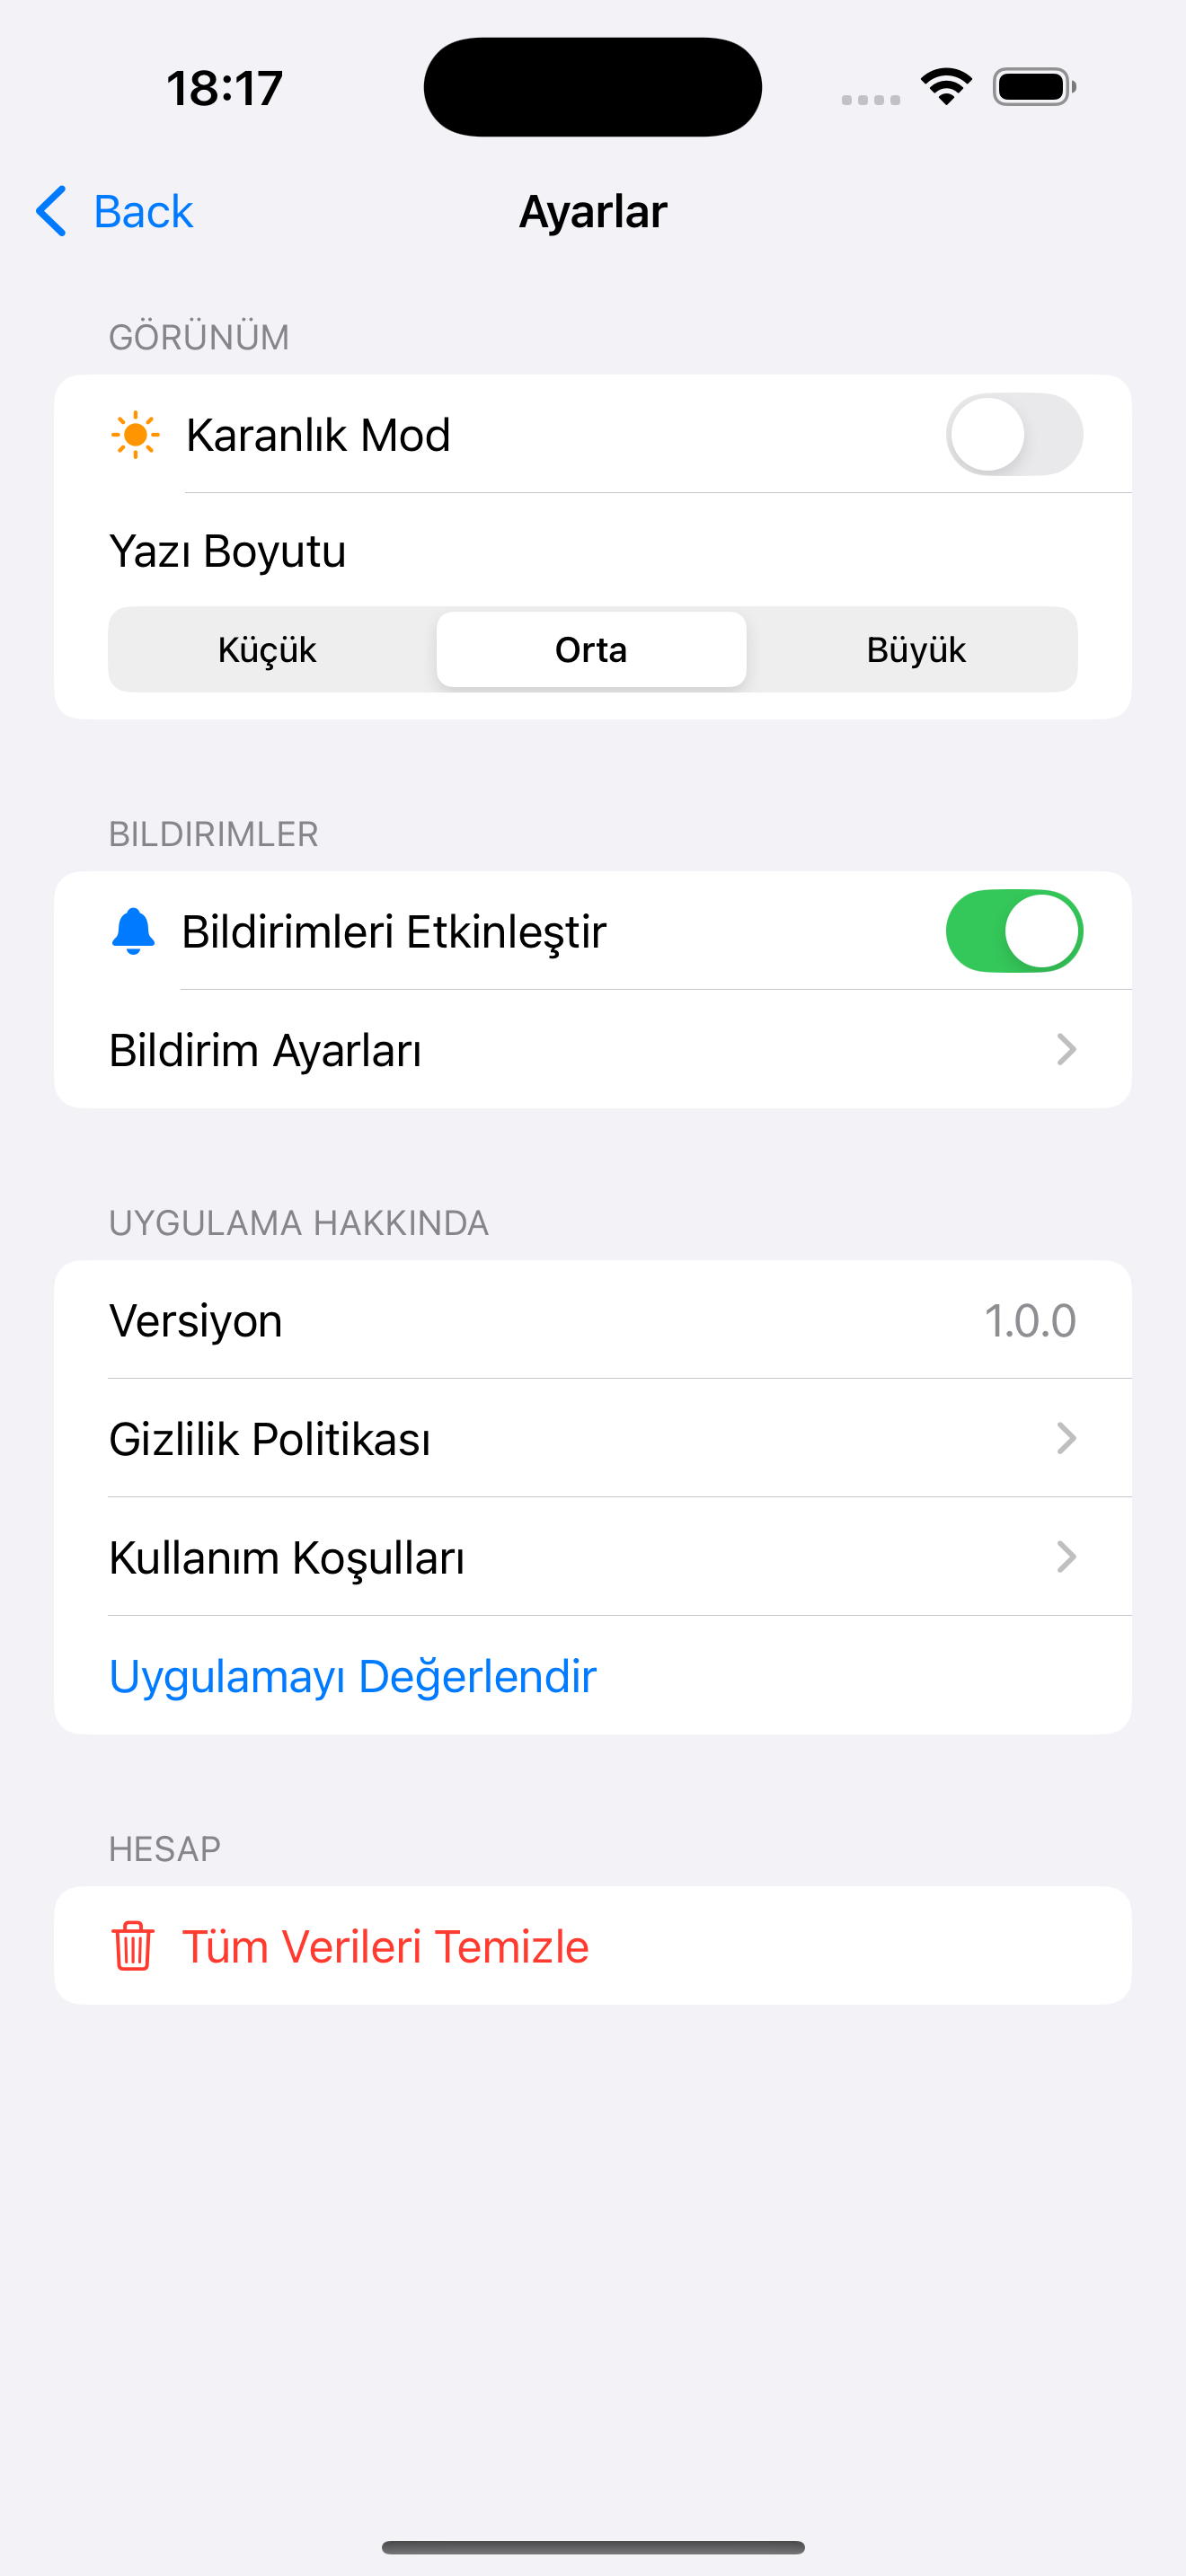 18:17
Back
Ayarlar
GÖRÜNÜM
Karanlık Mod
Yazı Boyutu
Küçük
Orta
Büyük
BILDIRIMLER
Bildirimleri Etkinleştir
Bildirim Ayarları
UYGULAMA HAKKINDA
Versiyon 1.0.0
Gizlilik Politikası
Kullanım Koşulları
Uygulamayı Değerlendir
HESAP
Tüm Verileri Temizle